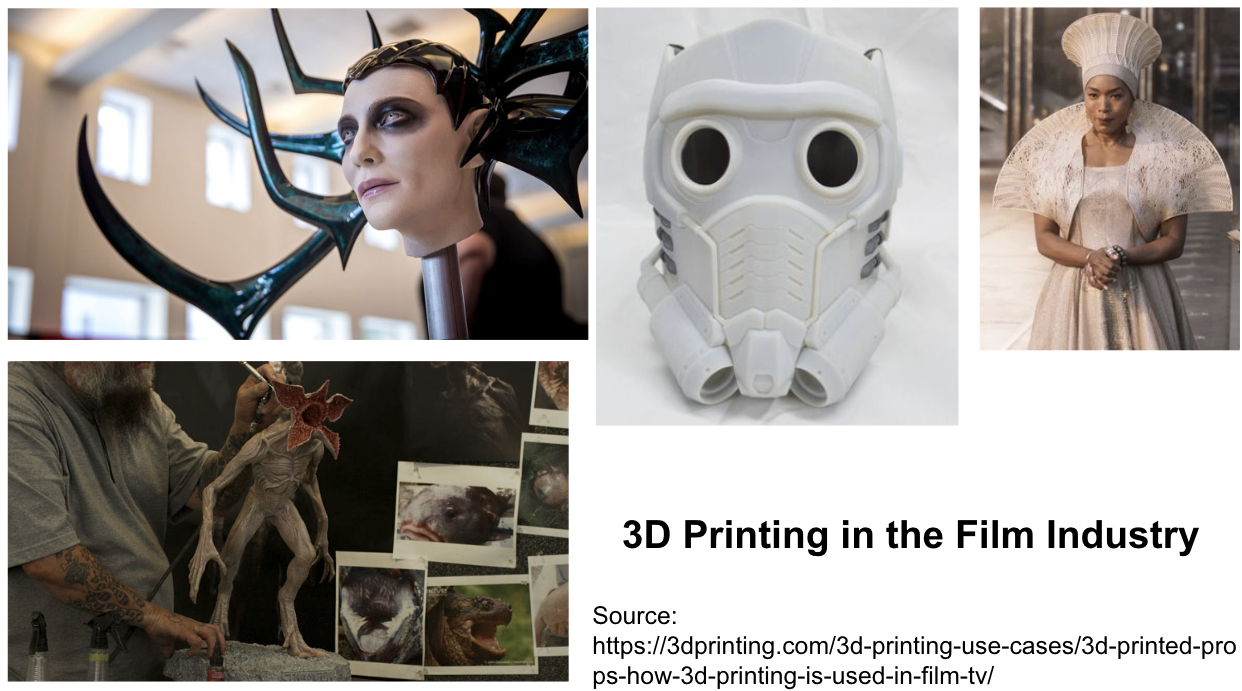 3D Printing in the Film Industry
Source:
https://3dprinting.com/3d-printing-use-cases/3d-printed-pro
ps-how-3d-printing-is-used-in-film-tv/